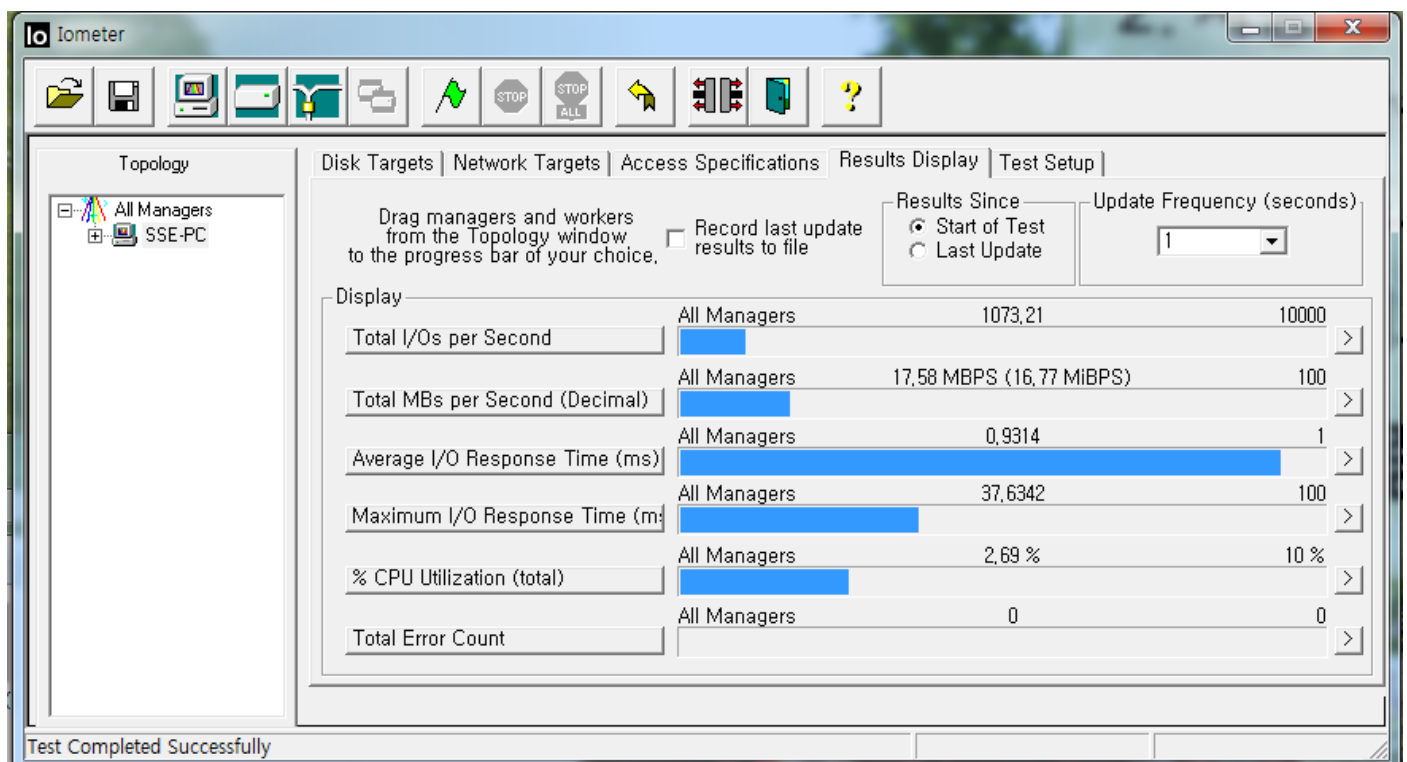 Io Iometer
STOP
STOP
ALL
?
Topology
All Managers
SSE-PC
Disk Targets
Network Targets
Access Specifications
Results Display
Test Setup
Drag managers and workers
from the Topology window
to the progress bar of your choice.
Record last update
results to file
Results Since
Start of Test
Last Update
Update Frequency (seconds)
1
Display
All Managers 1073.21 10000
Total I/Os per Second >
All Managers 17.58 MBPS (16.77 MiBPS) 100
Total MBs per Second (Decimal) >
All Managers 0.9314 1
Average I/O Response Time (ms) >
All Managers 37.6342 100
Maximum I/O Response Time (m >
All Managers 2.69 % 10 %
% CPU Utilization (total) >
All Managers 0 0
Total Error Count >
Test Completed Successfully